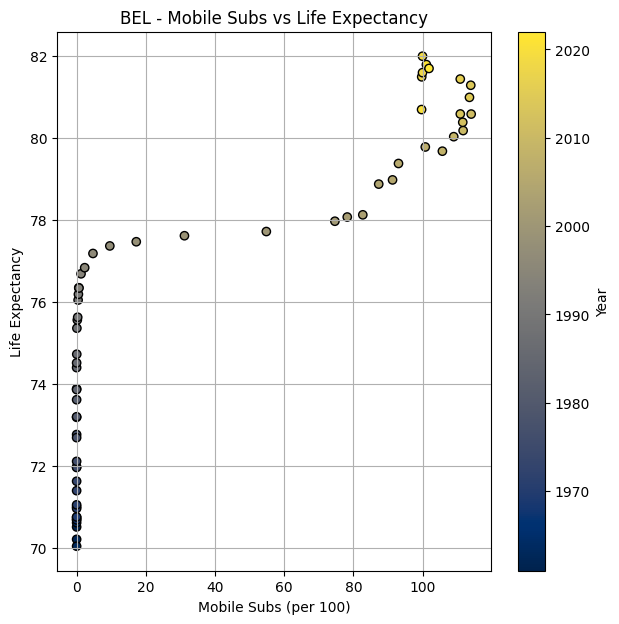 BEL - Mobile Subs vs Life Expectancy
82
80
78
76
74
72
70
Life Expectancy
0 20 40 60 80 100
Mobile Subs (per 100)
2020
2010
2000
1990
1980
1970
Year